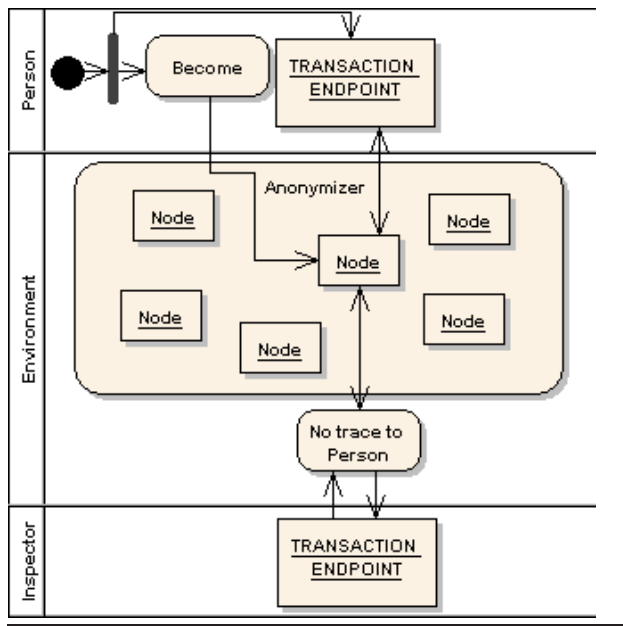 Person
Become
TRANSACTION
ENDPOINT
Environment
Anonymizer
Node
Node
Node
Node
Node
Node
No trace to
Person
Inspector
TRANSACTION
ENDPOINT